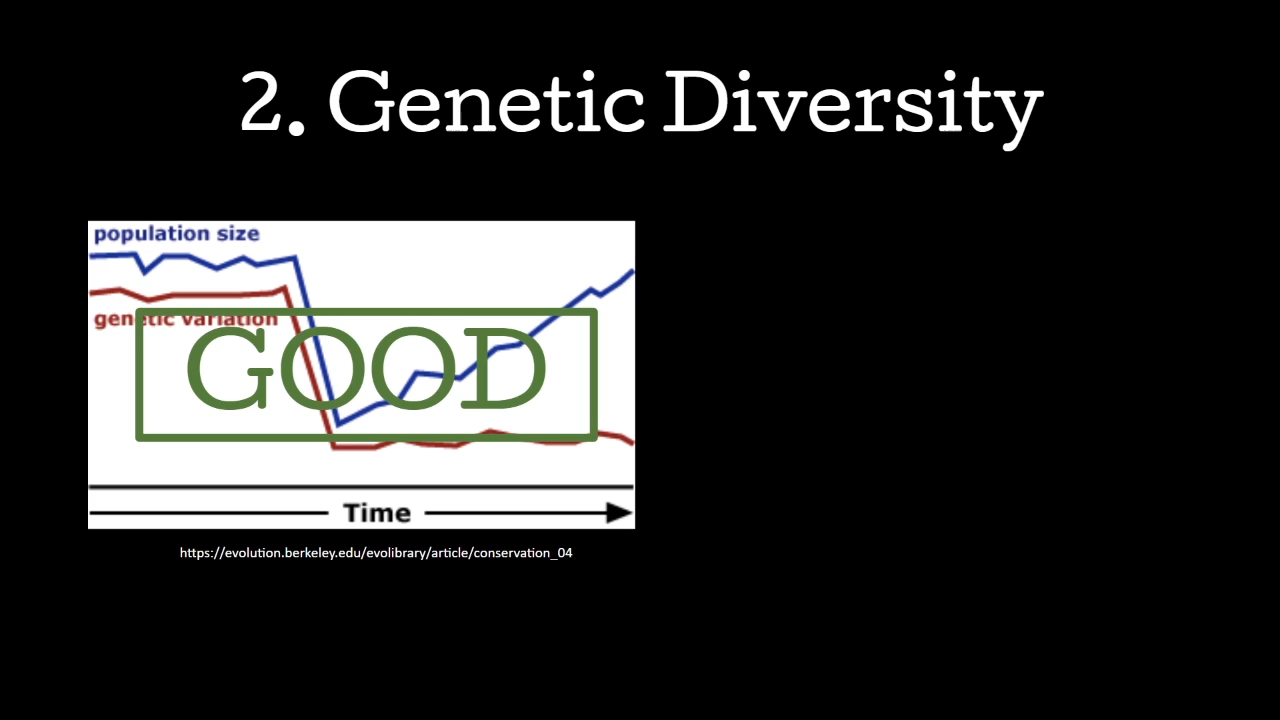 2. Genetic Diversity
population size
genetic variation
GOOD
Time
https://evolution.berkeley.edu/evolibrary/article/conservation_04